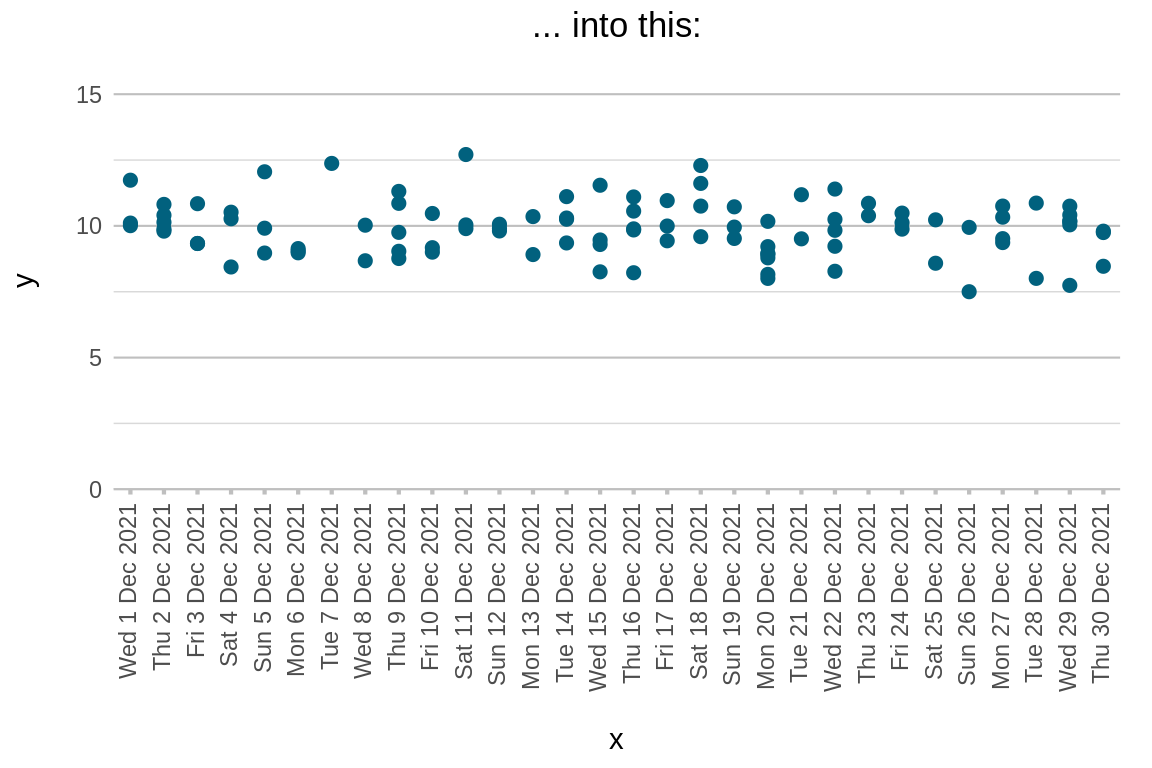 ... into this:
15
10
5
0
y
Wed 1 Dec 2021
Thu 2 Dec 2021
Fri 3 Dec 2021
Sat 4 Dec 2021
Sun 5 Dec 2021
Mon 6 Dec 2021
Tue 7 Dec 2021
Wed 8 Dec 2021
Thu 9 Dec 2021
Fri 10 Dec 2021
Sat 11 Dec 2021
Sun 12 Dec 2021
Mon 13 Dec 2021
Tue 14 Dec 2021
Wed 15 Dec 2021
Thu 16 Dec 2021
Fri 17 Dec 2021
Sat 18 Dec 2021
Sun 19 Dec 2021
Mon 20 Dec 2021
Tue 21 Dec 2021
Wed 22 Dec 2021
Thu 23 Dec 2021
Fri 24 Dec 2021
Sat 25 Dec 2021
Sun 26 Dec 2021
Mon 27 Dec 2021
Tue 28 Dec 2021
Wed 29 Dec 2021
Thu 30 Dec 2021
x